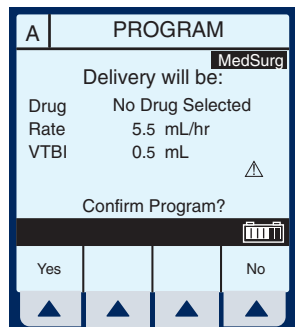 A PROGRAM
MedSurg
Delivery will be:
Drug No Drug Selected
Rate 5.5 mL/hr
VTBI 0.5 mL
Confirm Program?
Yes No